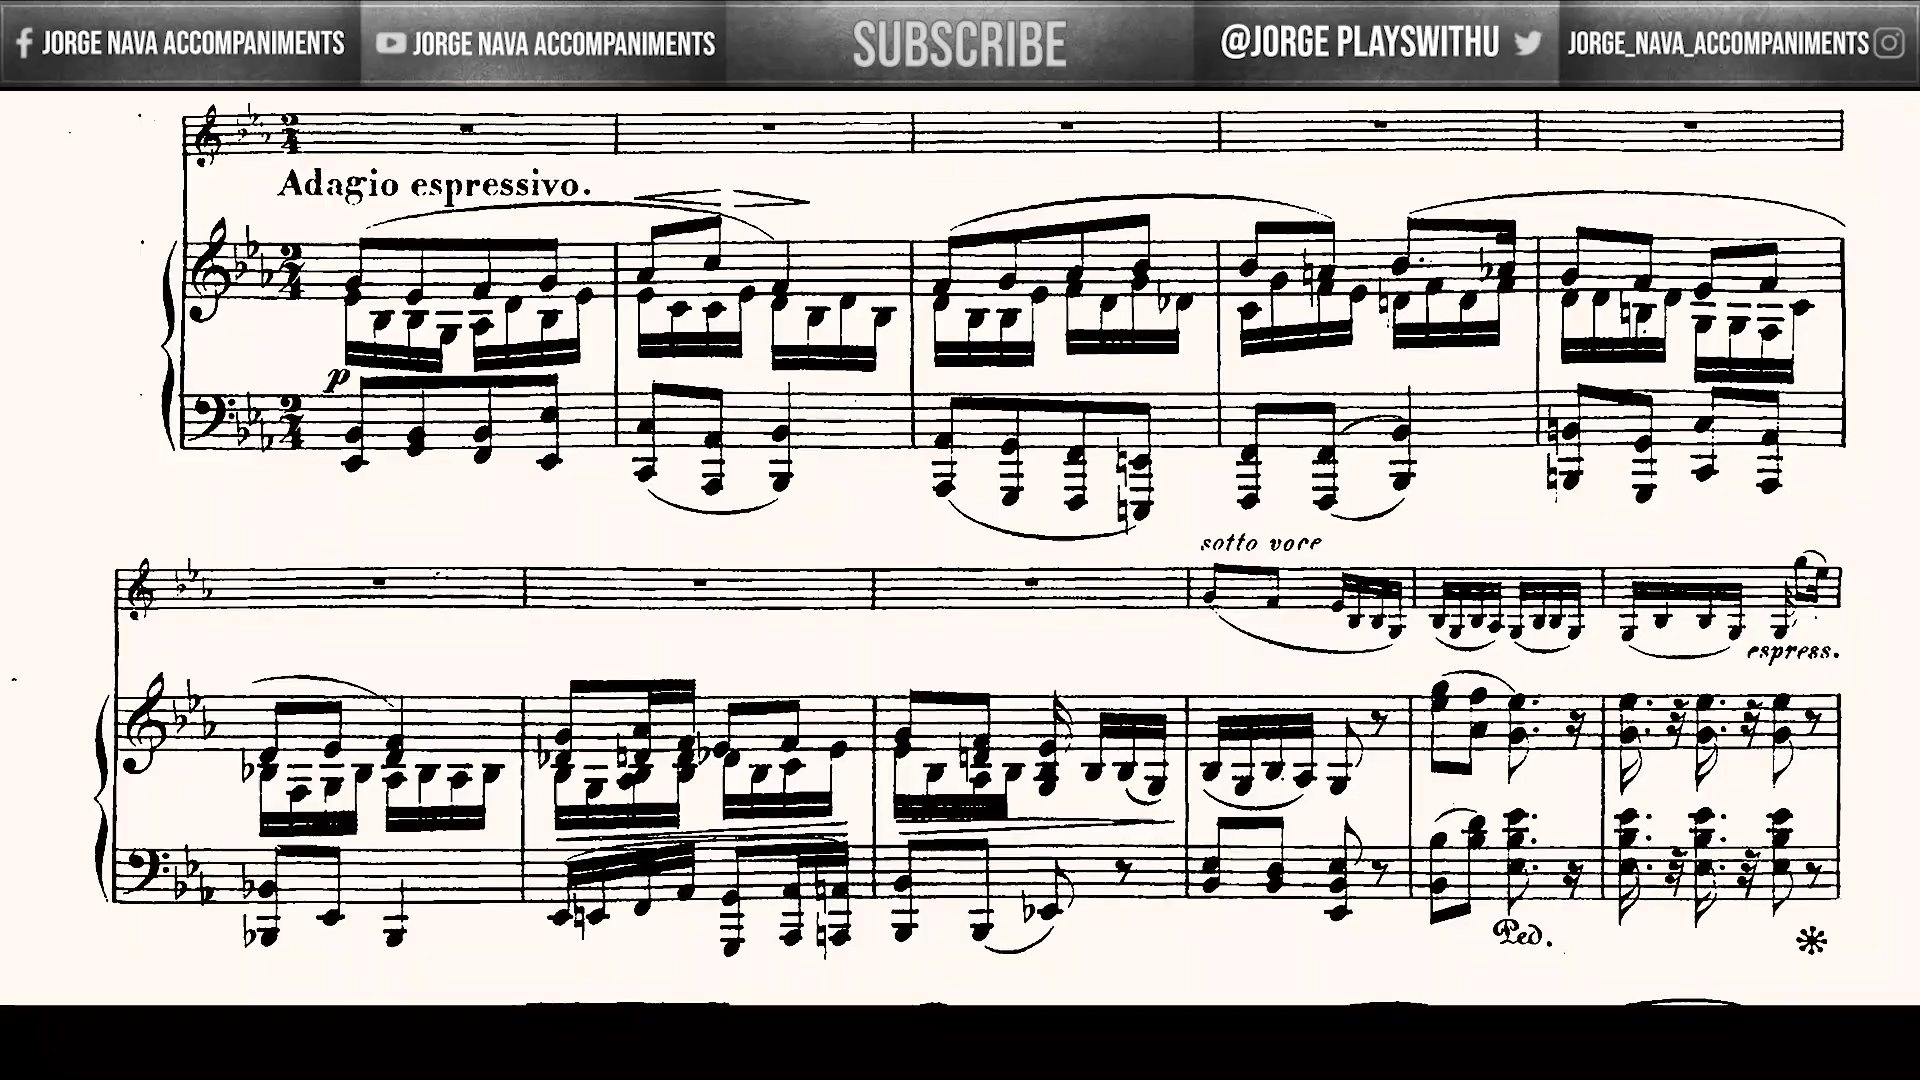 JORGE NAVA ACCOMPANIMENTS
JORGE NAVA ACCOMPANIMENTS
SUBSCRIBE
@JORGE PLAYSWITHU
JORGE_NAVA_ACCOMPANIMENTS
Adagio espressivo.
p
sotto voce
espress.
Ped.